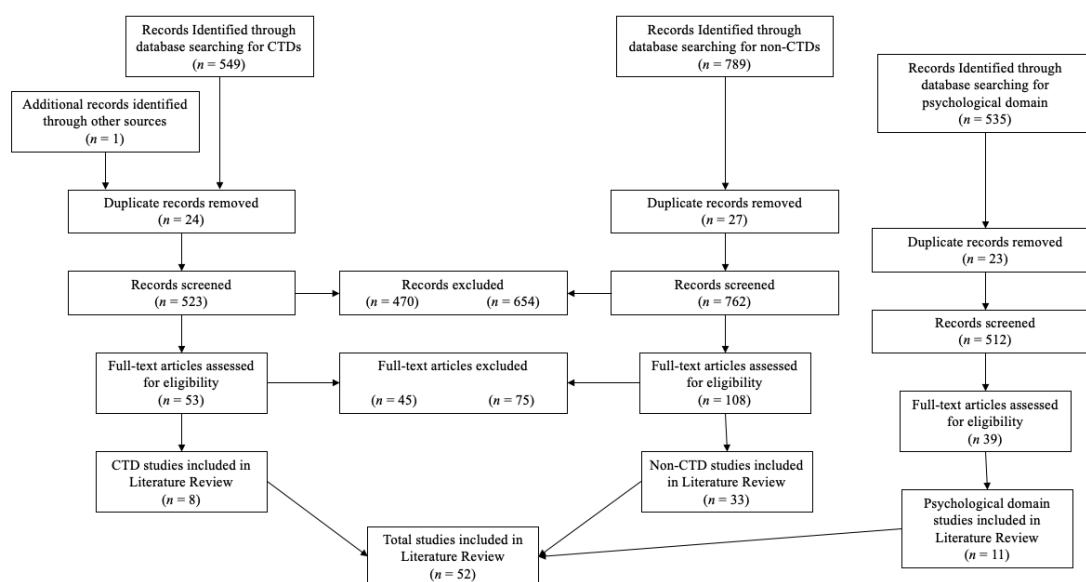 Records Identified through
database searching for CTDs
(n = 549)
Records Identified through
database searching for non-CTDs
(n = 789)
Records Identified through
database searching for
psychological domain
(n = 535)
Additional records identified
through other sources
(n = 1)
Duplicate records removed
(n = 24)
Duplicate records removed
(n = 27)
Duplicate records removed
(n = 23)
Records screened
(n = 523)
Records excluded
(n = 470) (n = 654)
Records screened
(n = 762)
Records screened
(n = 512)
Full-text articles assessed
for eligibility
(n = 53)
Full-text articles excluded
(n = 45) (n = 75)
Full-text articles assessed
for eligibility
(n = 108)
Full-text articles assessed
for eligibility
(n 39)
CTD studies included in
Literature Review
(n = 8)
Non-CTD studies included
in Literature Review
(n = 33)
Psychological domain
studies included in
Literature Review
(n = 11)
Total studies included in
Literature Review
(n = 52)